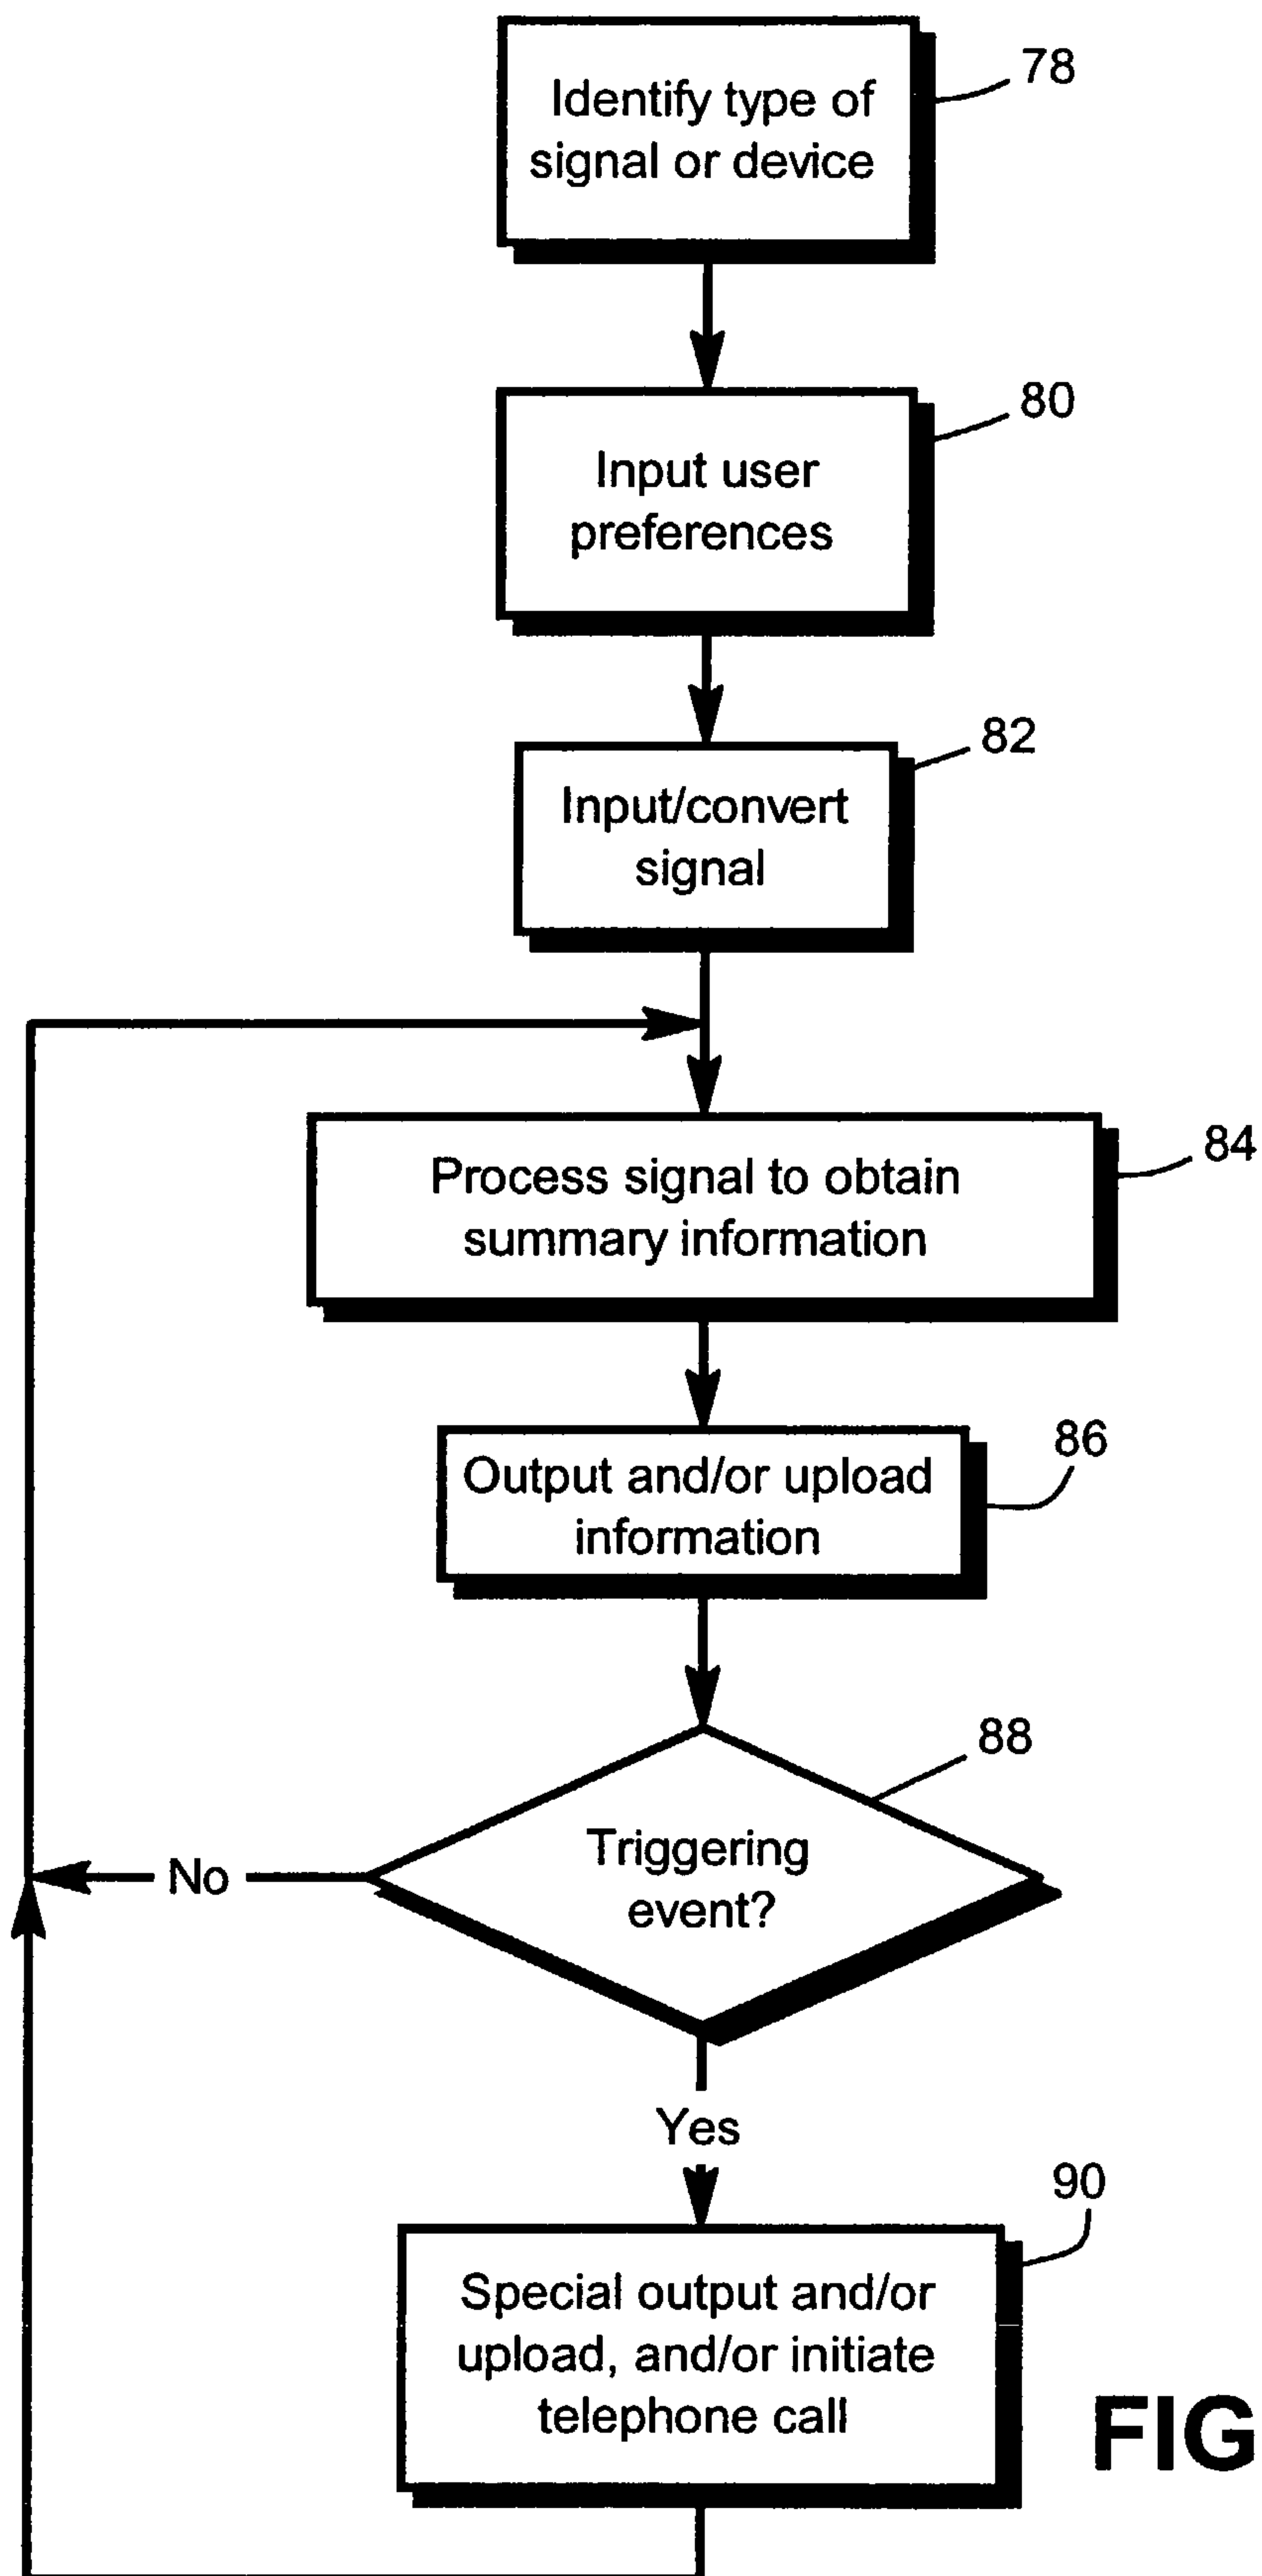 Identify type of
signal or device
78
Input user
preferences
80
Input/convert
signal
82
Process signal to obtain
summary information
84
Output and/or upload
information
86
Triggering
event?
88
No
Yes
Special output and/or
upload, and/or initiate
telephone call
90
FIG